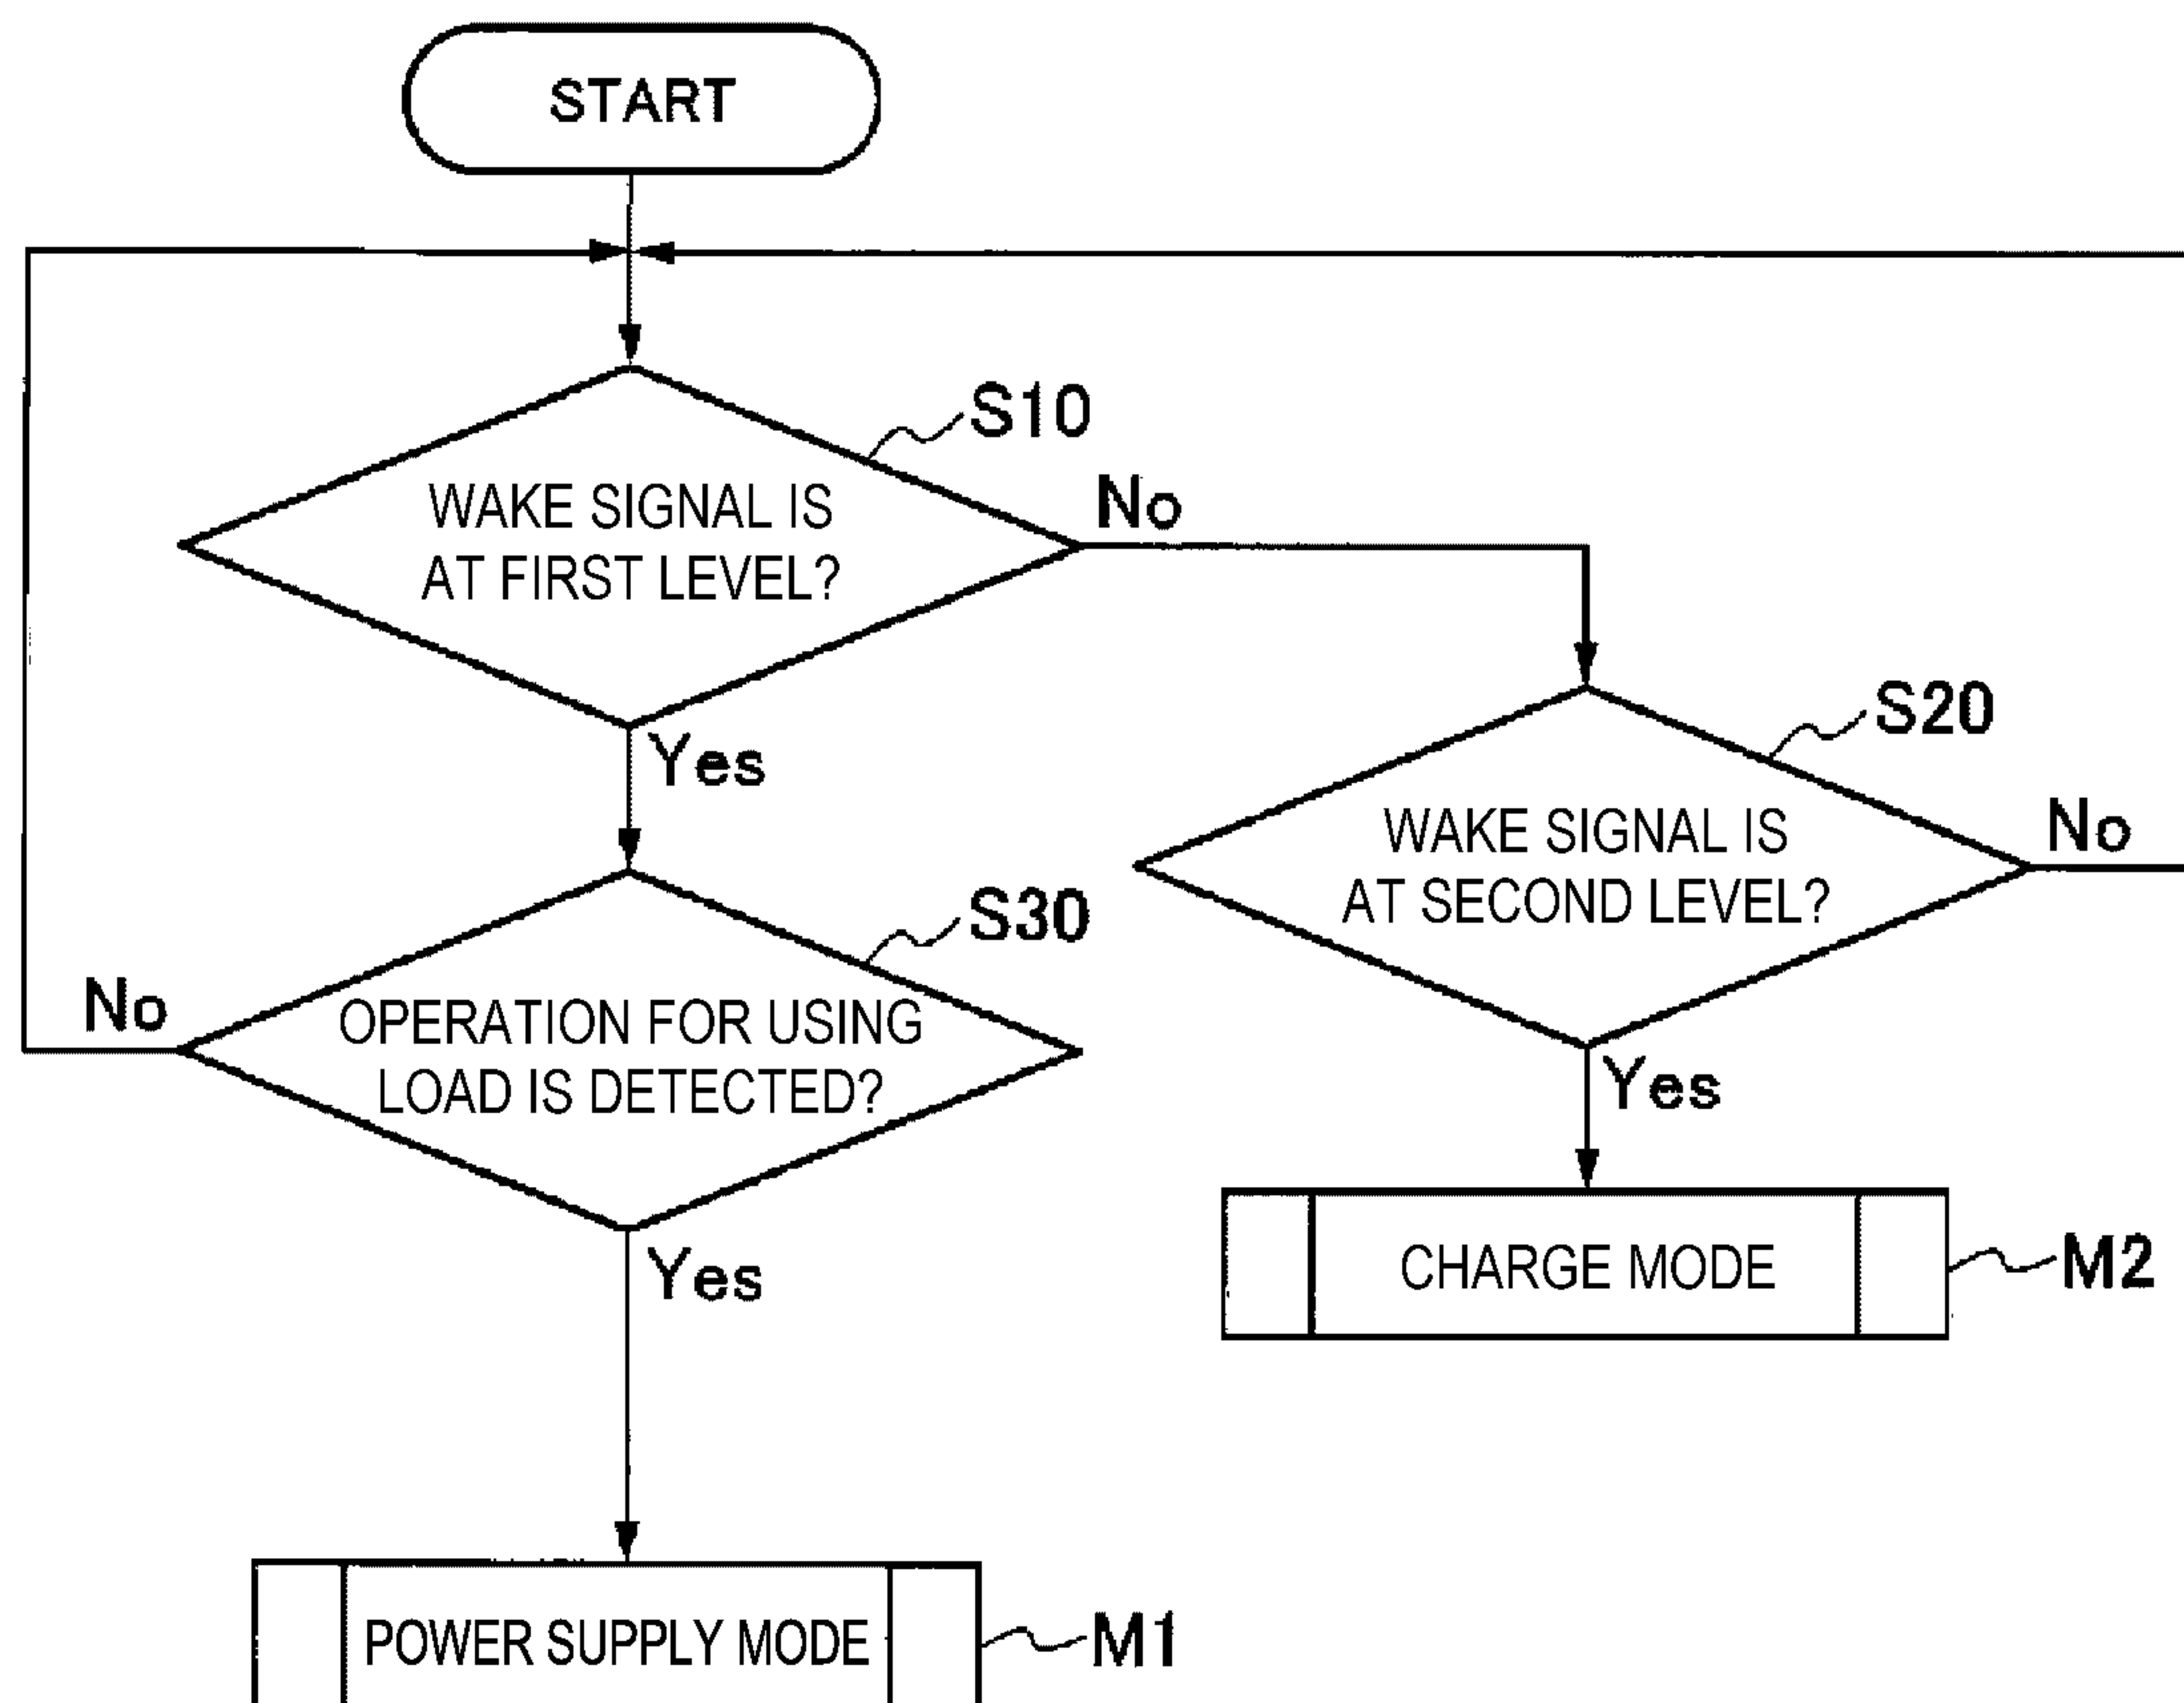 START
S10
WAKE SIGNAL IS
AT FIRST LEVEL?
No
Yes
S20
WAKE SIGNAL IS
AT SECOND LEVEL?
No
Yes
S30
OPERATION FOR USING
LOAD IS DETECTED?
No
Yes
CHARGE MODE
M2
POWER SUPPLY MODE
M1